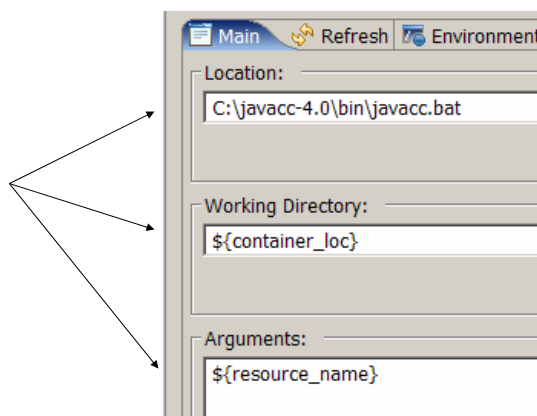 Main Refresh Environment
Location:
C:\javacc-4.0\bin\javacc.bat
Working Directory:
${container_loc}
Arguments:
${resource_name}